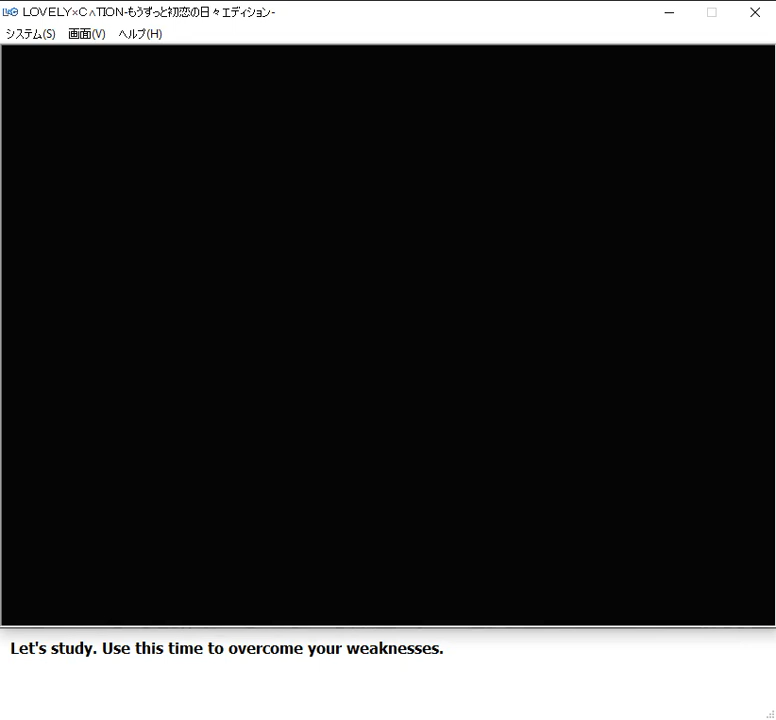 LOVELY×C∧TION-もうずっと初恋の日々エディション-
システム(S) 画面(V) ヘルプ(H)
Let's study. Use this time to overcome your weaknesses.